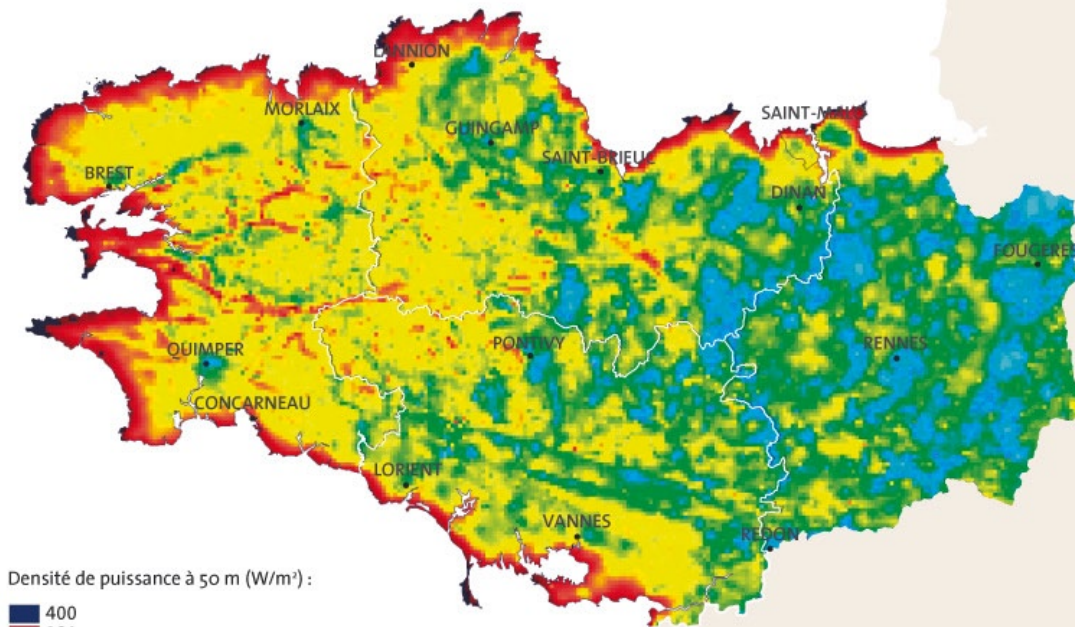 LANNION
MORLAIX
GUINGAMP
SAINT-MALO
SAINT-BRIEUC
BREST
DINAN
FOUGERES
QUIMPER
PONTIVY
RENNES
CONCARNEAU
LORIENT
VANNES
REDON
Densité de puissance à 50 m (W/m²) :
400